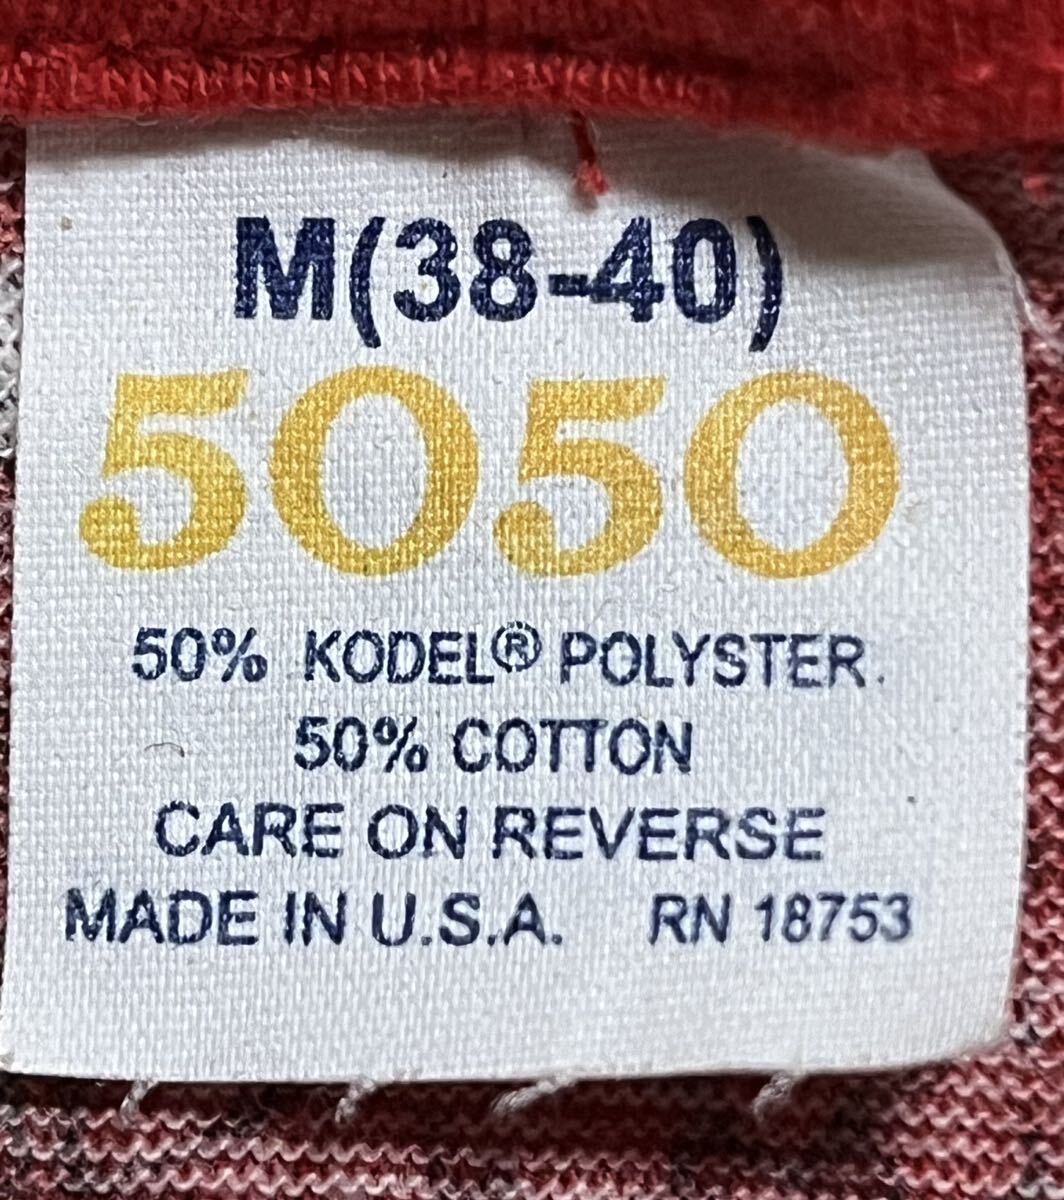 M(38-40)
5050
50% KODEL® POLYSTER.
50% COTTON
CARE ON REVERSE
MADE IN U.S.A. RN 18753